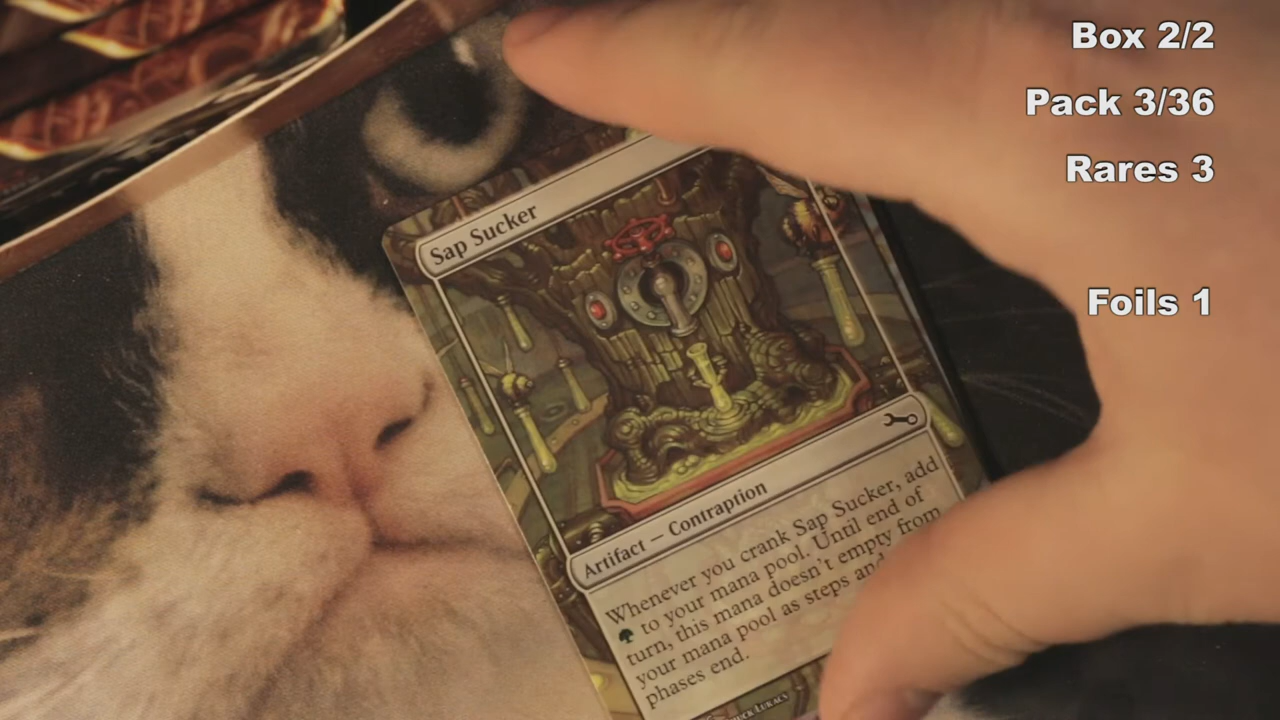 Box 2/2
Pack 3/36
Rares 3
Foils 1
Sap Sucker
Artifact — Contraption
Whenever you crank Sap Sucker, add
to your mana pool. Until end of
turn, this mana doesn't empty from
your mana pool as steps and
phases end.